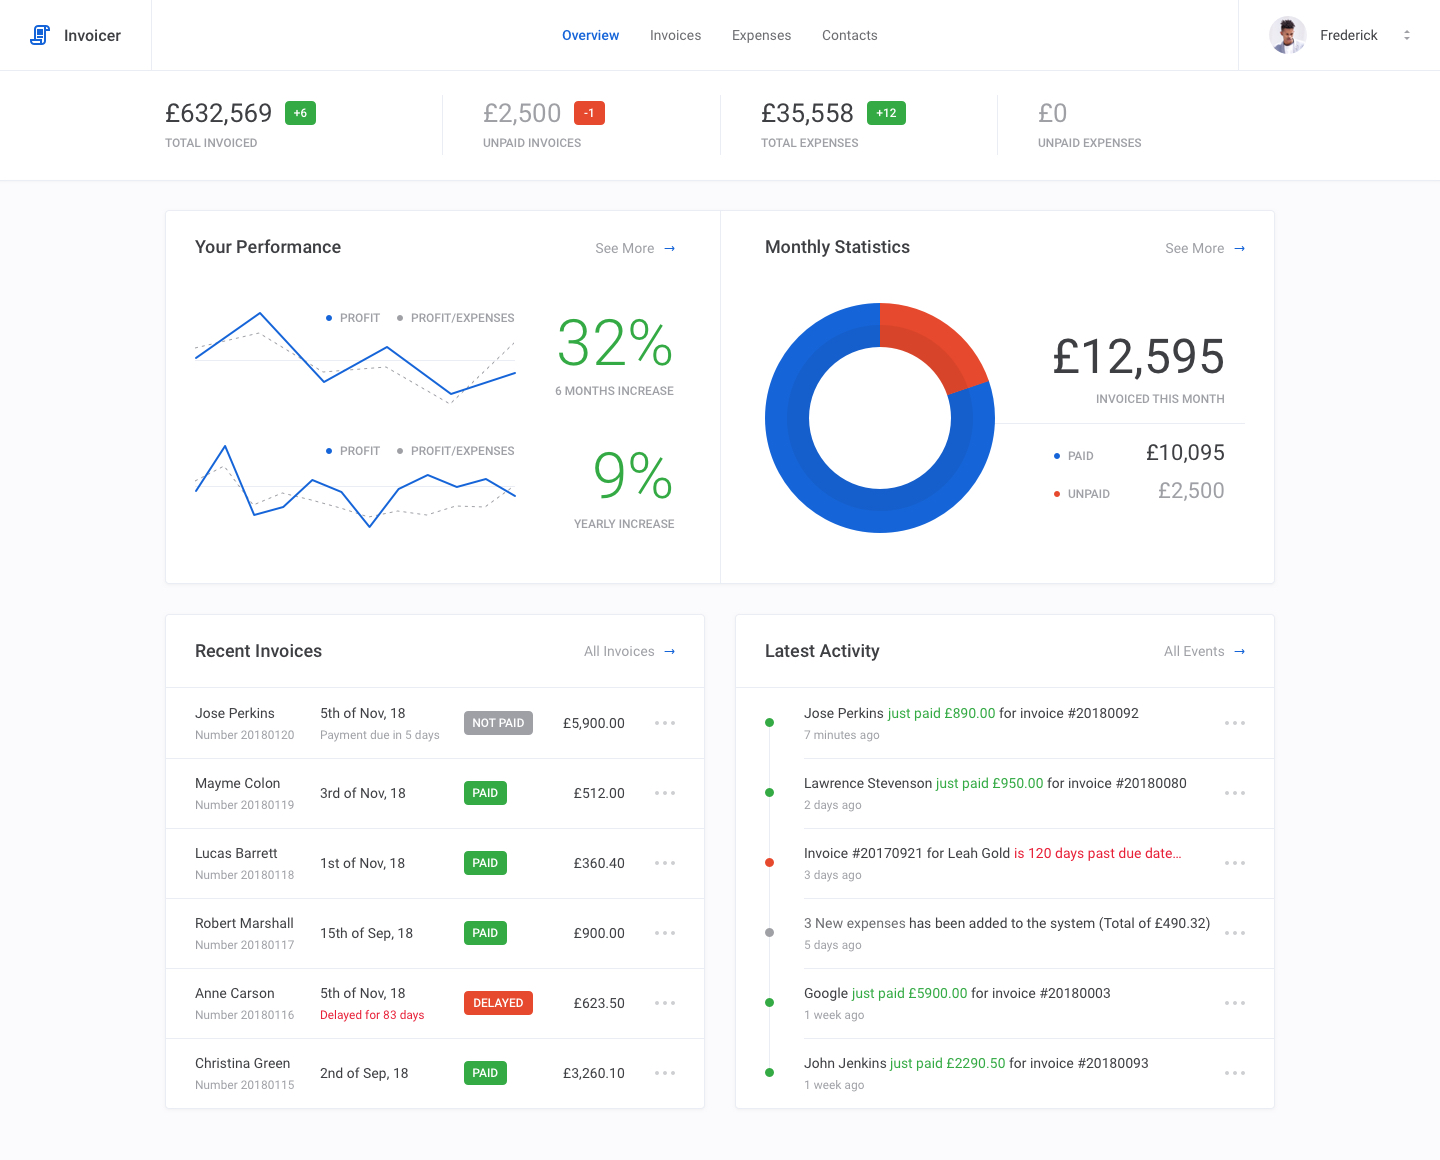 Invoicer
Overview Invoices Expenses Contacts
Frederick
£632,569 +6
TOTAL INVOICED
£2,500 -1
UNPAID INVOICES
£35,558 +12
TOTAL EXPENSES
£0
UNPAID EXPENSES
Your Performance
See More →
PROFIT PROFIT/EXPENSES
32%
6 MONTHS INCREASE
PROFIT PROFIT/EXPENSES
9%
YEARLY INCREASE
Monthly Statistics
See More →
£12,595
INVOICED THIS MONTH
PAID £10,095
UNPAID £2,500
Recent Invoices
All Invoices →
Jose Perkins
Number 20180120
5th of Nov, 18
Payment due in 5 days
NOT PAID
£5,900.00
Mayme Colon
Number 20180119
3rd of Nov, 18
PAID
£512.00
Lucas Barrett
Number 20180118
1st of Nov, 18
PAID
£360.40
Robert Marshall
Number 20180117
15th of Sep, 18
PAID
£900.00
Anne Carson
Number 20180116
5th of Nov, 18
Delayed for 83 days
DELAYED
£623.50
Christina Green
Number 20180115
2nd of Sep, 18
PAID
£3,260.10
Latest Activity
All Events →
Jose Perkins just paid £890.00 for invoice #20180092
7 minutes ago
Lawrence Stevenson just paid £950.00 for invoice #20180080
2 days ago
Invoice #20170921 for Leah Gold is 120 days past due date...
3 days ago
3 New expenses has been added to the system (Total of £490.32)
5 days ago
Google just paid £5900.00 for invoice #20180003
1 week ago
John Jenkins just paid £2290.50 for invoice #20180093
1 week ago